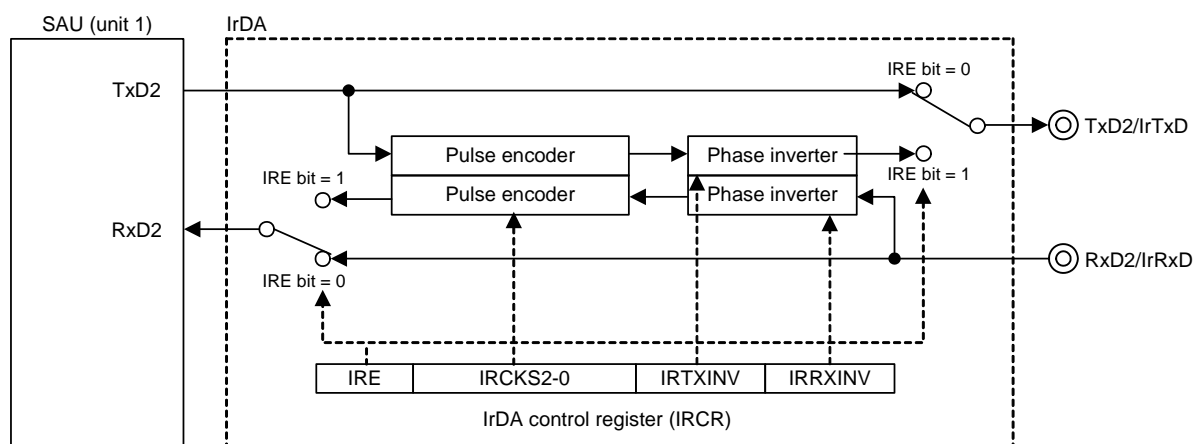 SAU (unit 1)
IrDA
IRE bit = 0
TxD2
TxD2/IrTxD
Pulse encoder
Phase inverter
IRE bit = 1
Pulse encoder
Phase inverter
IRE bit = 1
RxD2
RxD2/IrRxD
IRE bit = 0
IRE
IRCKS2-0
IRTXINV
IRRXINV
IrDA control register (IRCR)